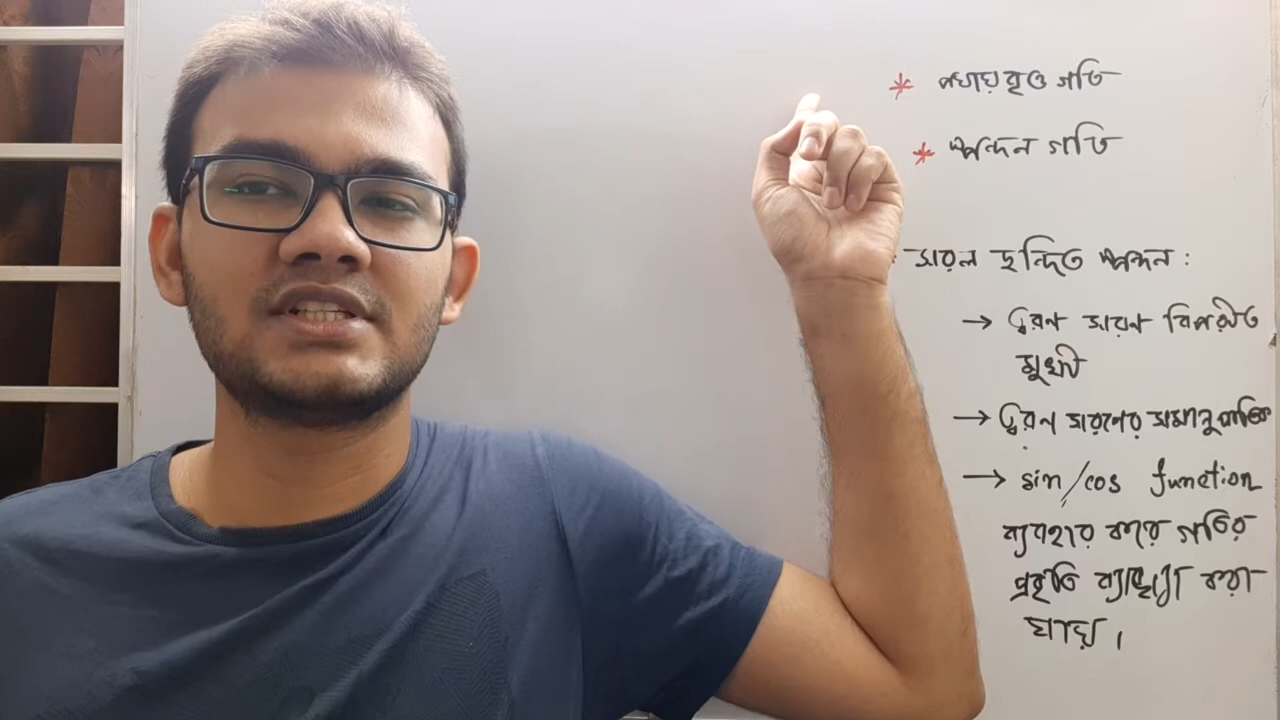 * পর্যায়বৃত্ত গতি
* স্পন্দন গতি
সরল ছন্দিত স্পন্দন :
→ ত্বরণ সরণ বিপরীত
মুখী
→ ত্বরণ সরণের সমানুপাতিক
→ sin/cos function
ব্যবহার করে গতির
প্রকৃতি ব্যাখ্যা করা
যায়।